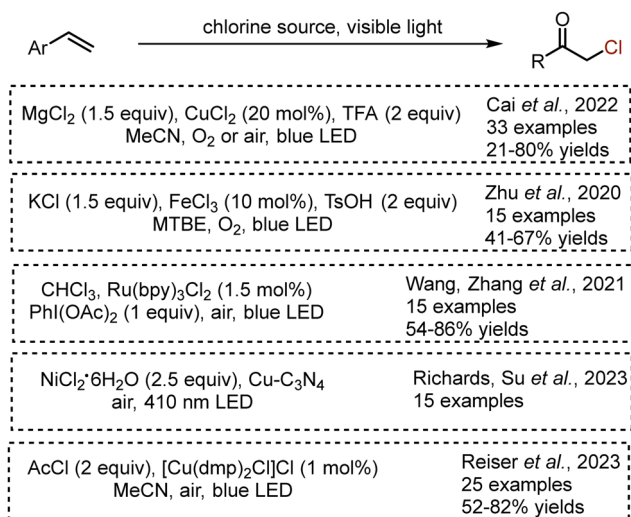 chlorine source, visible light
Ar
O
Cl
R
MgCl₂ (1.5 equiv), CuCl₂ (20 mol%), TFA (2 equiv)
MeCN, O₂ or air, blue LED
Cai et al., 2022
33 examples
21-80% yields
KCl (1.5 equiv), FeCl₃ (10 mol%), TsOH (2 equiv)
MTBE, O₂, blue LED
Zhu et al., 2020
15 examples
41-67% yields
CHCl₃, Ru(bpy)₃Cl₂ (1.5 mol%)
PhI(OAc)₂ (1 equiv), air, blue LED
Wang, Zhang et al., 2021
15 examples
54-86% yields
NiCl₂•6H₂O (2.5 equiv), Cu-C₃N₄
air, 410 nm LED
Richards, Su et al., 2023
15 examples
AcCl (2 equiv), [Cu(dmp)₂Cl]Cl (1 mol%)
MeCN, air, blue LED
Reiser et al., 2023
25 examples
52-82% yields